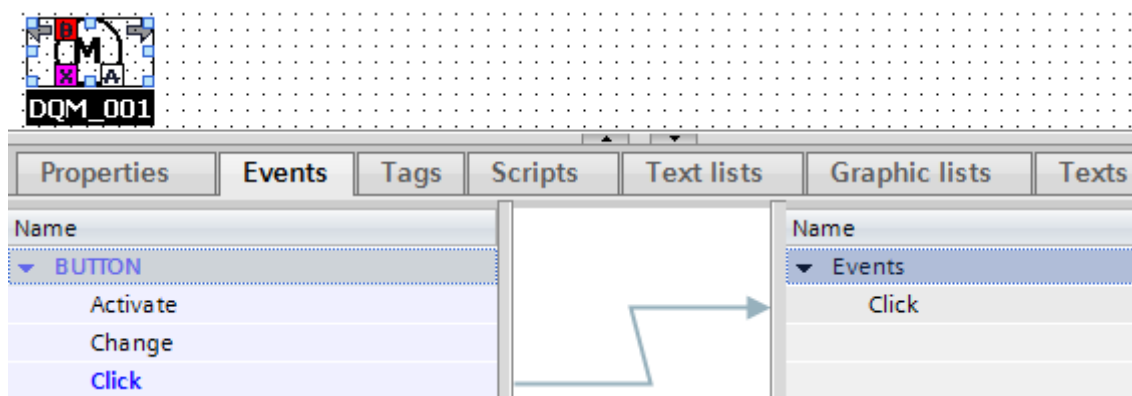 B
M
X A
DQM_001
Properties Events Tags Scripts Text lists Graphic lists Texts
Name Name
BUTTON Events
Activate Click
Change
Click